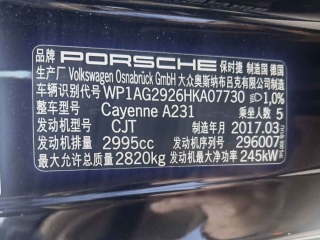 品牌 PORSCHE 保时捷 制造国 德国
生产厂 Volkswagen Osnabrück GmbH 大众奥斯纳布吕克有限公司制造
车辆识别代号 WP1AG2926HKA07730 1,0%
型号 Cayenne A231 乘坐人数 5
发动机型号 CJT 制造年月 2017.03
发动机排量 2995cc 发动机序列号 296007
最大允许总质量 2820kg 发动机最大净功率 245kW